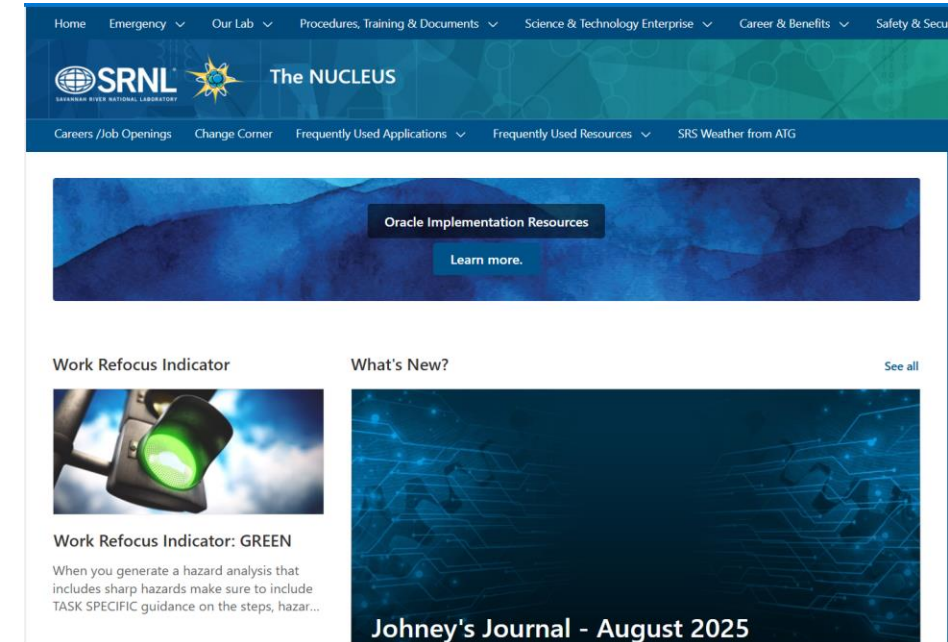 Home Emergency Our Lab Procedures, Training & Documents Science & Technology Enterprise Career & Benefits Safety & Secu
SRNL
SAVANNAH RIVER NATIONAL LABORATORY
The NUCLEUS
Careers /Job Openings Change Corner Frequently Used Applications Frequently Used Resources SRS Weather from ATG
Oracle Implementation Resources
Learn more.
Work Refocus Indicator
What's New?
See all
Work Refocus Indicator: GREEN
When you generate a hazard analysis that
includes sharp hazards make sure to include
TASK SPECIFIC guidance on the steps, hazar...
Johney's Journal - August 2025